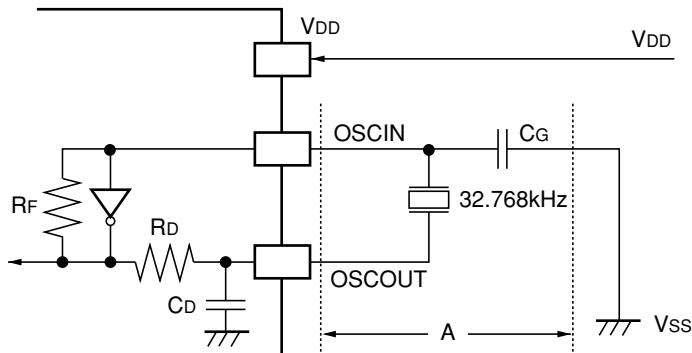 VDD
VDD
OSCIN
CG
RF
32.768kHz
RD
OSCOUT
CD
A
VSS